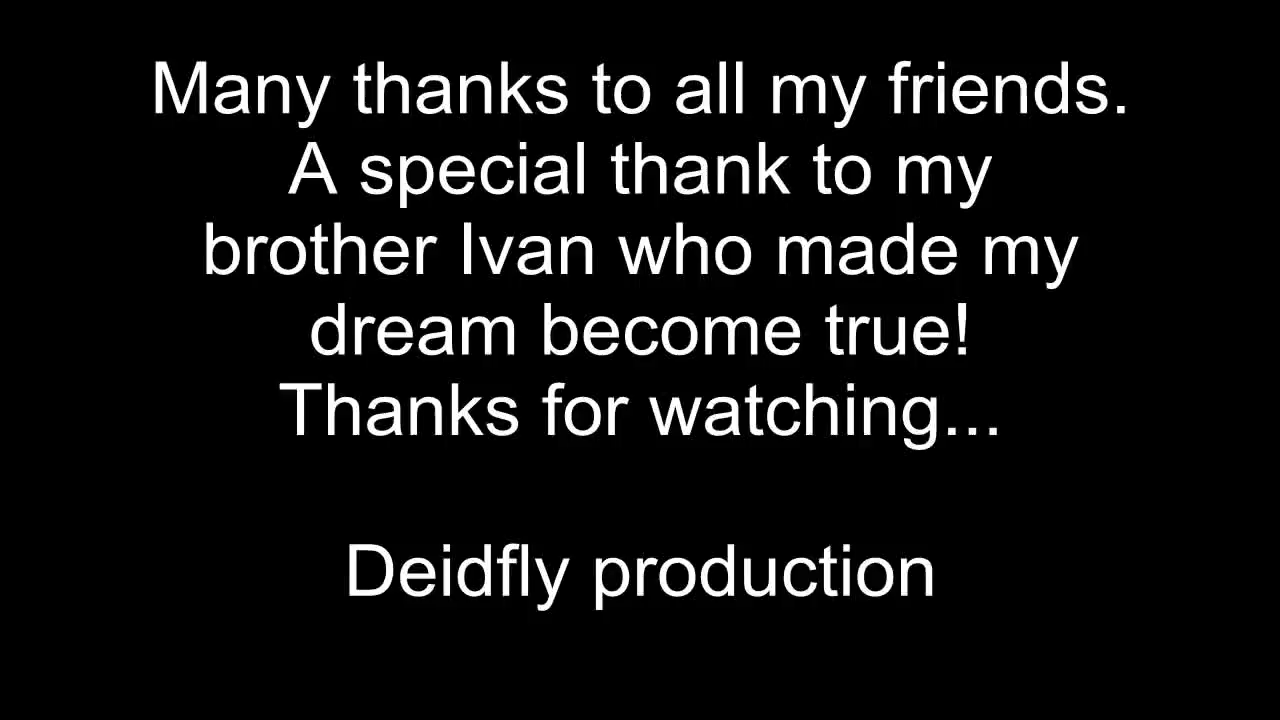 Many thanks to all my friends.
A special thank to my
brother Ivan who made my
dream become true!
Thanks for watching...
Deidfly production